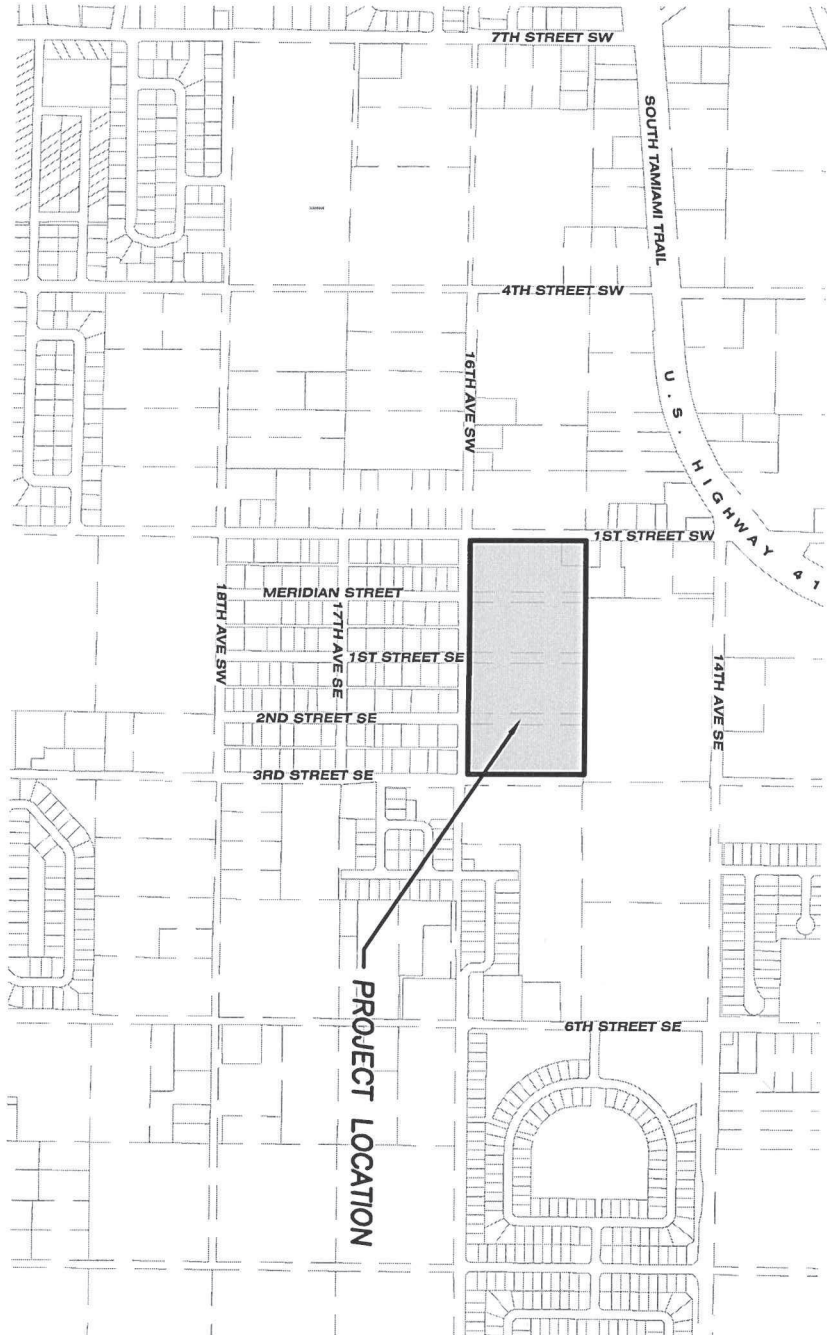 7TH STREET SW
SOUTH TAMIAMI TRAIL
4TH STREET SW
16TH AVE SW
U.S. HIGHWAY 41
1ST STREET SW
MERIDIAN STREET
18TH AVE SW
17TH AVE SE
1ST STREET SE
14TH AVE SE
2ND STREET SE
3RD STREET SE
PROJECT LOCATION
6TH STREET SE